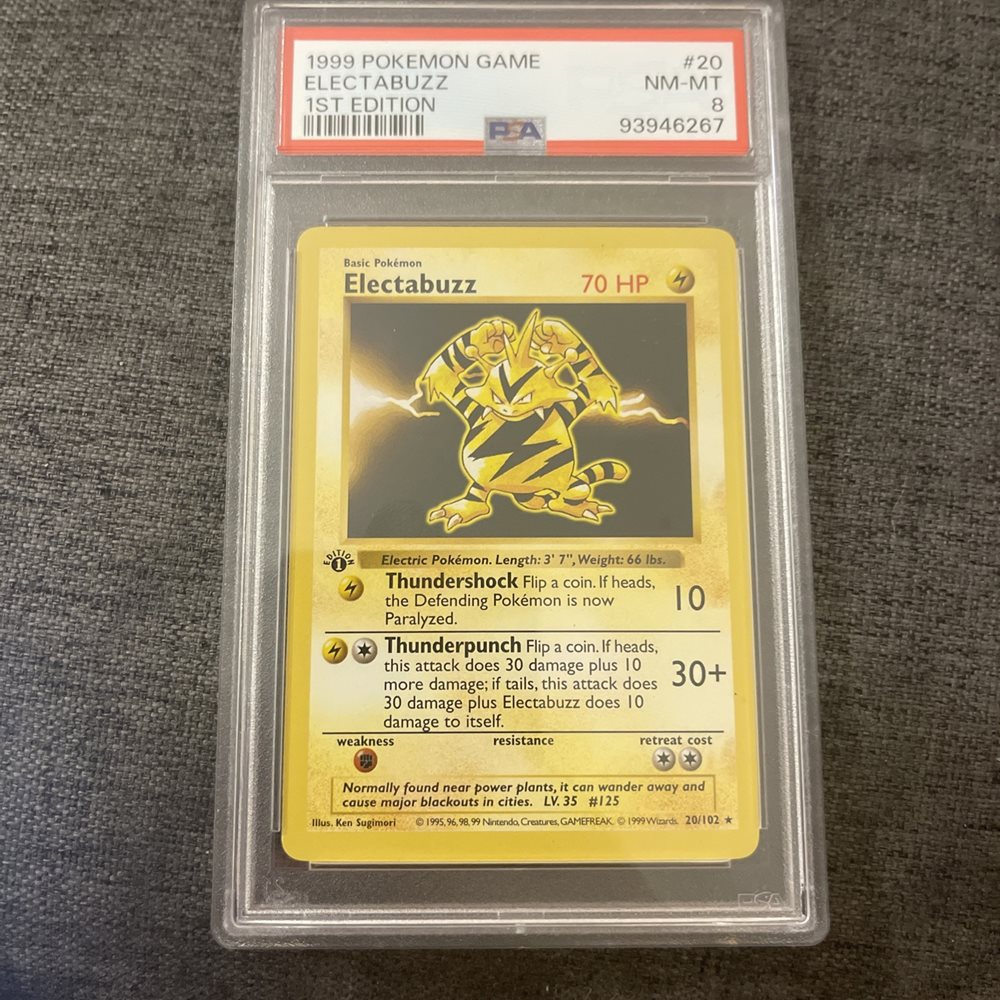 1999 POKEMON GAME #20
ELECTABUZZ NM-MT
1ST EDITION 8
PSA 93946267
Basic Pokémon
Electabuzz 70 HP
EDITION 1
Electric Pokémon. Length: 3' 7", Weight: 66 lbs.
Thundershock Flip a coin. If heads,
the Defending Pokémon is now
Paralyzed.
10
Thunderpunch Flip a coin. If heads,
this attack does 30 damage plus 10
more damage; if tails, this attack does
30 damage plus Electabuzz does 10
damage to itself.
30+
weakness resistance retreat cost
Normally found near power plants, it can wander away and
cause major blackouts in cities. LV. 35 #125
Illus. Ken Sugimori © 1995, 96, 98, 99 Nintendo, Creatures, GAMEFREAK. © 1999 Wizards. 20/102 ★
PSA